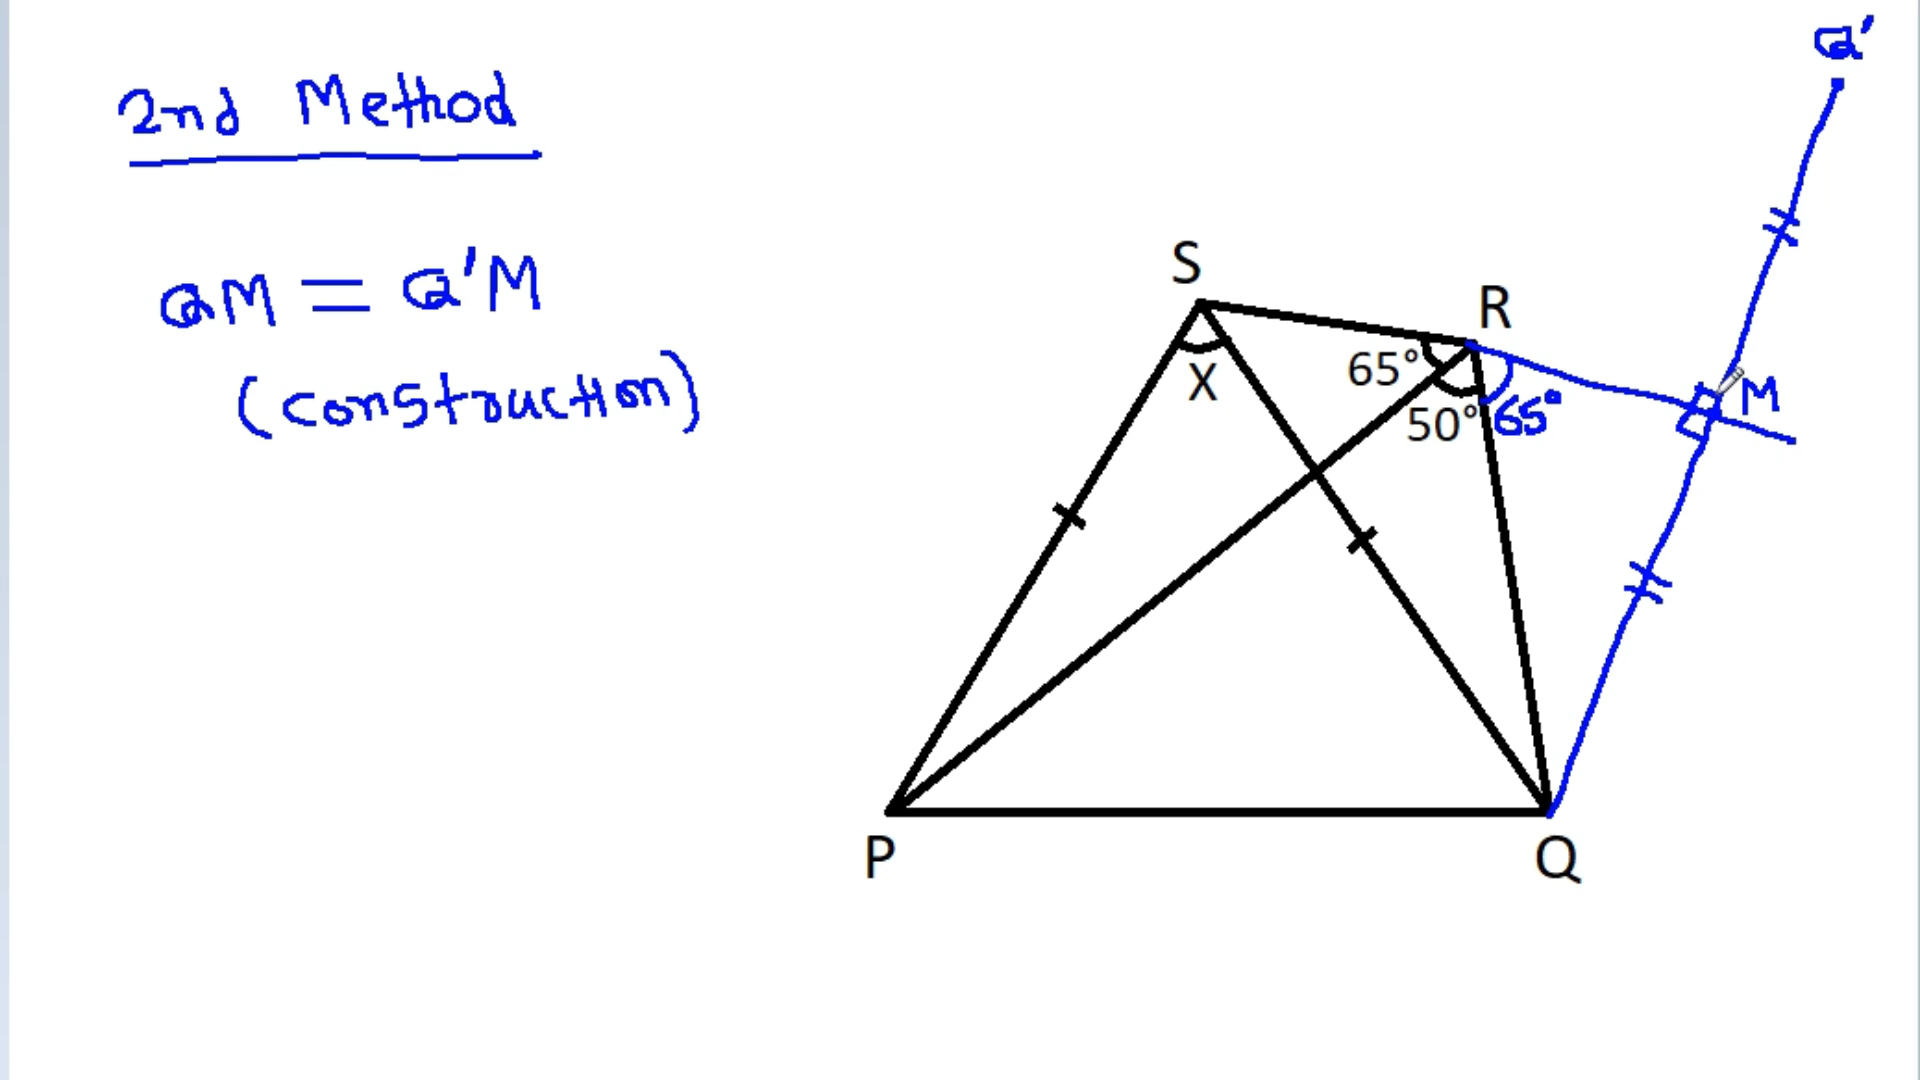 2nd Method
QM = Q'M
(construction)
Q'
S
R
65°
X
50°
65°
M
P
Q